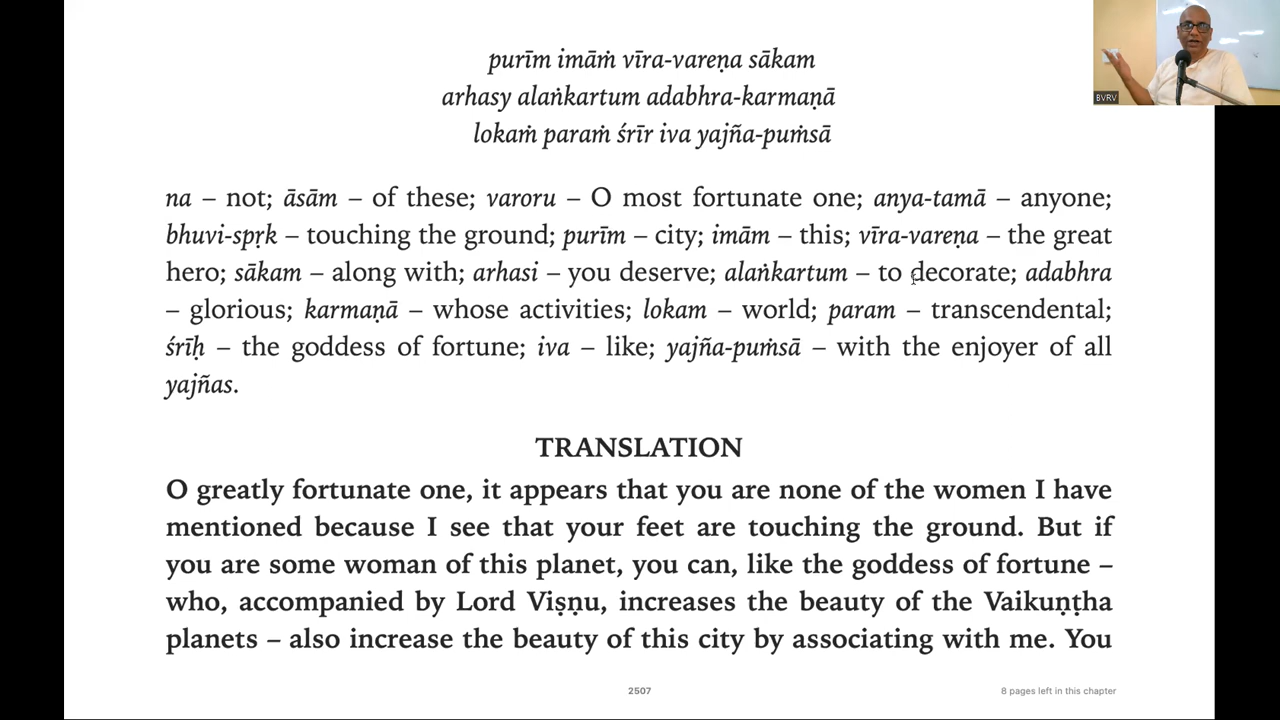 purīm imāṁ vīra-vareṇa sākam
arhasy alaṅkartum adabhra-karmaṇā
lokaṁ paraṁ śrīr iva yajña-puṁsā
na – not; āsām – of these; varoru – O most fortunate one; anya-tamā – anyone;
bhuvi-spṛk – touching the ground; purīm – city; imām – this; vīra-vareṇa – the great
hero; sākam – along with; arhasi – you deserve; alaṅkartum – to decorate; adabhra
– glorious; karmaṇā – whose activities; lokam – world; param – transcendental;
śrīḥ – the goddess of fortune; iva – like; yajña-puṁsā – with the enjoyer of all
yajñas.
TRANSLATION
O greatly fortunate one, it appears that you are none of the women I have
mentioned because I see that your feet are touching the ground. But if
you are some woman of this planet, you can, like the goddess of fortune –
who, accompanied by Lord Viṣṇu, increases the beauty of the Vaikuṇṭha
planets – also increase the beauty of this city by associating with me. You
2507
8 pages left in this chapter
BVRV